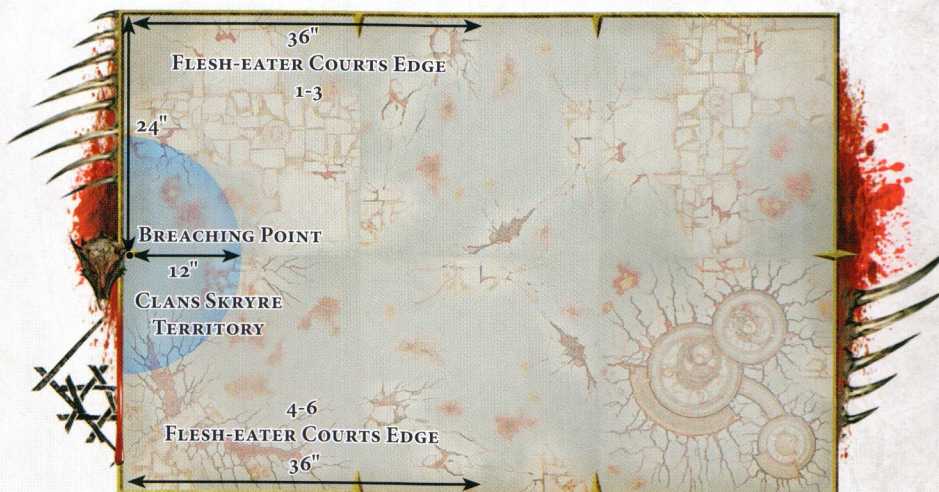 36"
Flesh-eater Courts Edge
1-3
24"
Breaching Point
12"
Clans Skryre
Territory
4-6
Flesh-eater Courts Edge
36"